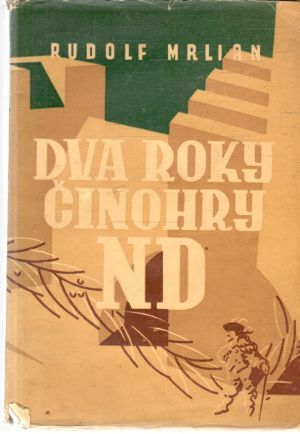 RUDOLF MRLIAN
DVA ROKY
ČINOHRY
ND